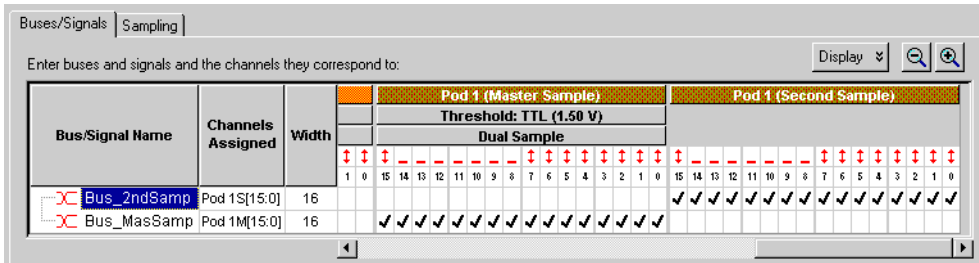 Buses/Signals Sampling
Enter buses and signals and the channels they correspond to:
Display
Bus/Signal Name
Channels Assigned
Width
Pod 1 (Master Sample)
Pod 1 (Second Sample)
Threshold: TTL (1.50 V)
Dual Sample
1 0 15 14 13 12 11 10 9 8 7 6 5 4 3 2 1 0 15 14 13 12 11 10 9 8 7 6 5 4 3 2 1 0
Bus_2ndSamp Pod 1S[15:0] 16
Bus_MasSamp Pod 1M[15:0] 16